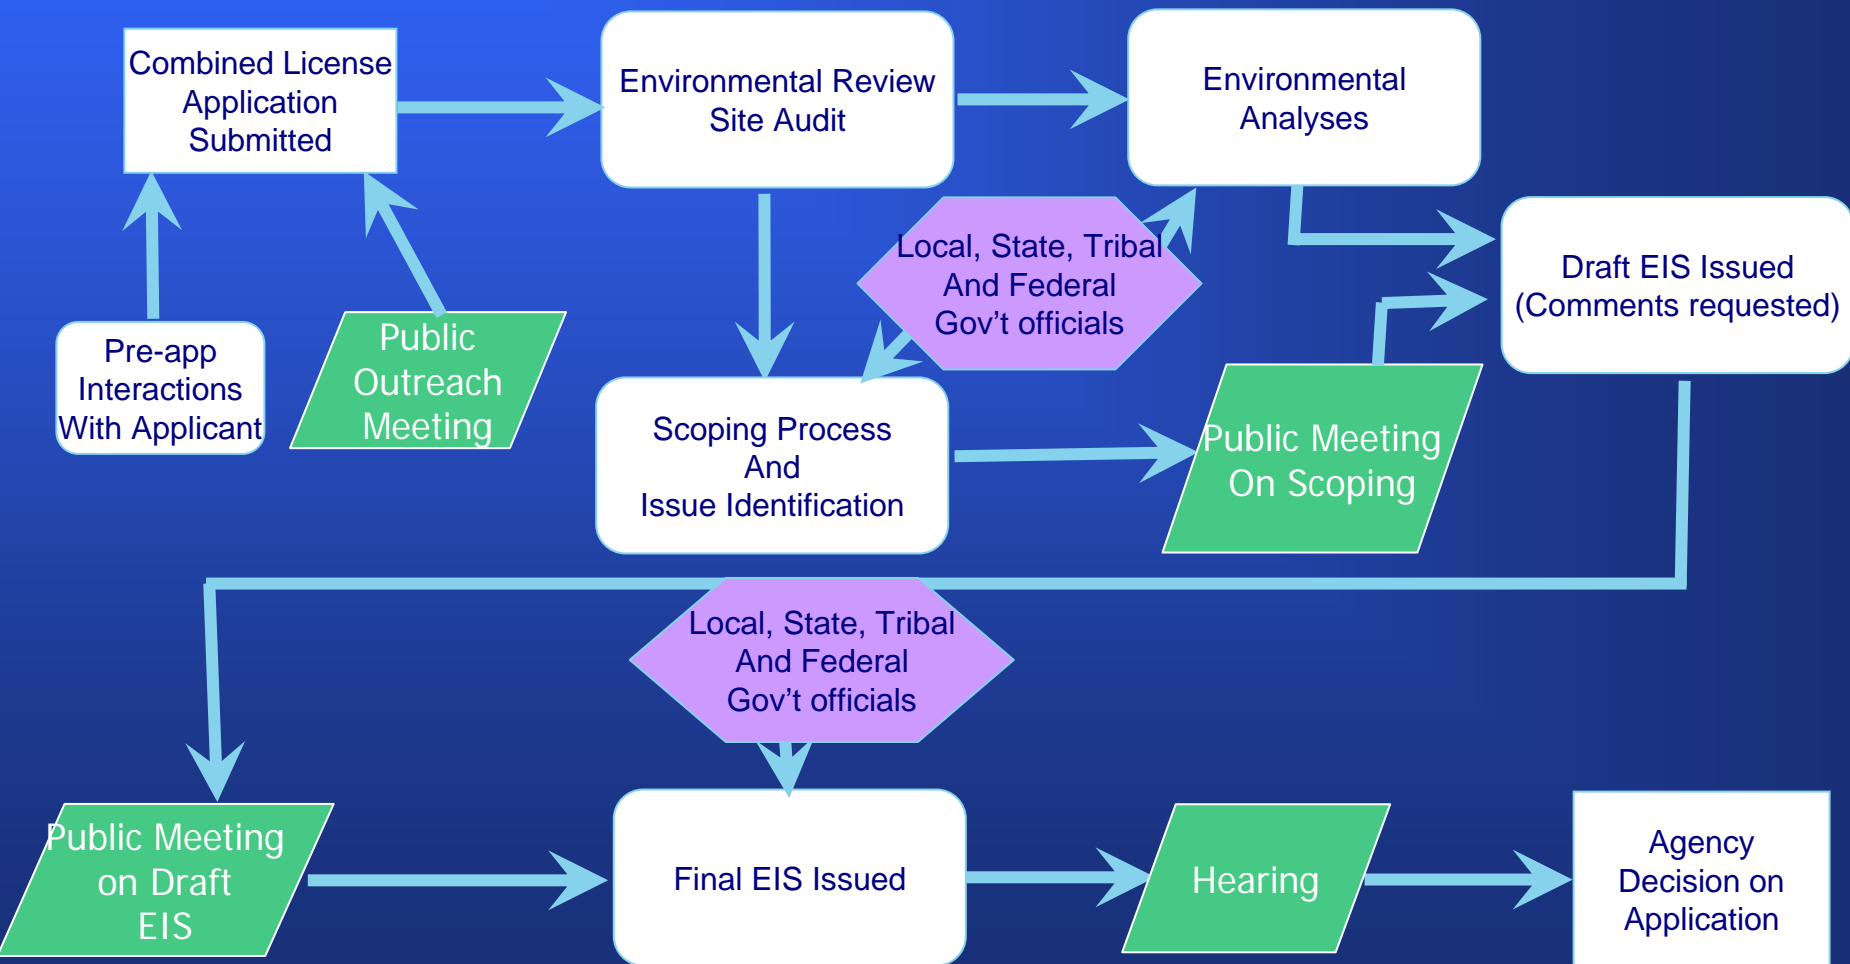 Combined License
Application
Submitted
Environmental Review
Site Audit
Environmental
Analyses
Local, State, Tribal
And Federal
Gov't officials
Draft EIS Issued
(Comments requested)
Pre-app
Interactions
With Applicant
Public
Outreach
Meeting
Scoping Process
And
Issue Identification
Public Meeting
On Scoping
Local, State, Tribal
And Federal
Gov't officials
Public Meeting
on Draft
EIS
Final EIS Issued
Hearing
Agency
Decision on
Application